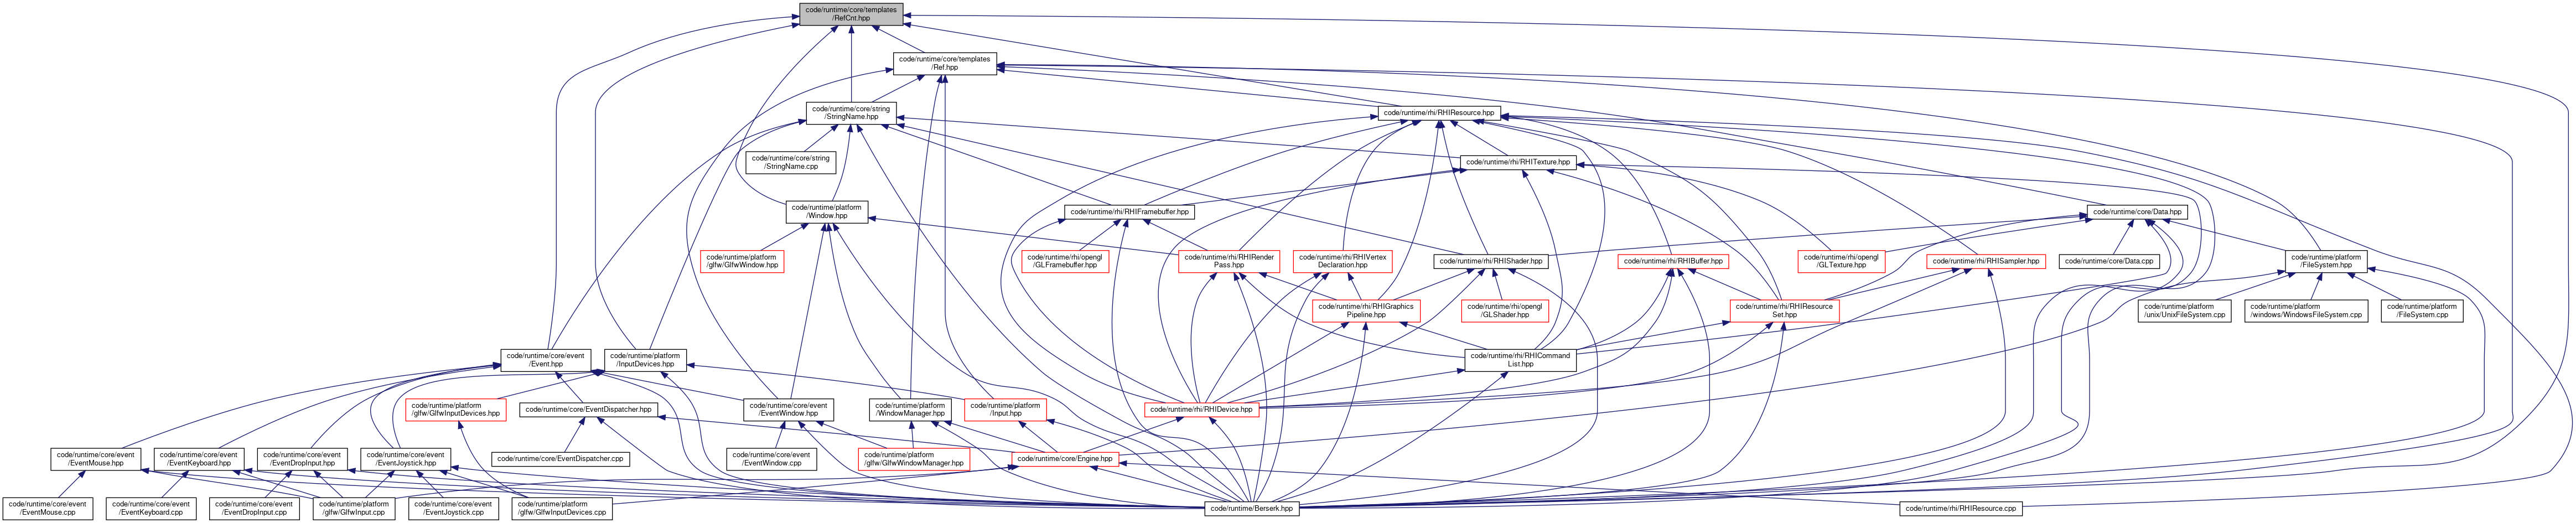 code/runtime/core/templates
/RefCnt.hpp
code/runtime/core/templates
/Ref.hpp
code/runtime/core/string
/StringName.hpp
code/runtime/rhi/RHIResource.hpp
code/runtime/core/string
/StringName.cpp
code/runtime/rhi/RHITexture.hpp
code/runtime/platform
/Window.hpp
code/runtime/rhi/RHIFramebuffer.hpp
code/runtime/core/Data.hpp
code/runtime/platform
/glfw/GlfwWindow.hpp
code/runtime/rhi/opengl
/GLFramebuffer.hpp
code/runtime/rhi/RHIRender
Pass.hpp
code/runtime/rhi/RHIVertex
Declaration.hpp
code/runtime/rhi/RHIShader.hpp
code/runtime/rhi/RHIBuffer.hpp
code/runtime/rhi/opengl
/GLTexture.hpp
code/runtime/rhi/RHISampler.hpp
code/runtime/core/Data.cpp
code/runtime/platform
/FileSystem.hpp
code/runtime/rhi/RHIGraphics
Pipeline.hpp
code/runtime/rhi/opengl
/GLShader.hpp
code/runtime/rhi/RHIResource
Set.hpp
code/runtime/platform
/unix/UnixFileSystem.cpp
code/runtime/platform
/windows/WindowsFileSystem.cpp
code/runtime/platform
/FileSystem.cpp
code/runtime/core/event
/Event.hpp
code/runtime/platform
/InputDevices.hpp
code/runtime/rhi/RHICommand
List.hpp
code/runtime/platform
/glfw/GlfwInputDevices.hpp
code/runtime/core/EventDispatcher.hpp
code/runtime/core/event
/EventWindow.hpp
code/runtime/platform
/WindowManager.hpp
code/runtime/platform
/Input.hpp
code/runtime/rhi/RHIDevice.hpp
code/runtime/core/event
/EventMouse.hpp
code/runtime/core/event
/EventKeyboard.hpp
code/runtime/core/event
/EventDropInput.hpp
code/runtime/core/event
/EventJoystick.hpp
code/runtime/core/EventDispatcher.cpp
code/runtime/core/event
/EventWindow.cpp
code/runtime/platform
/glfw/GlfwWindowManager.hpp
code/runtime/core/Engine.hpp
code/runtime/core/event
/EventMouse.cpp
code/runtime/core/event
/EventKeyboard.cpp
code/runtime/core/event
/EventDropInput.cpp
code/runtime/platform
/glfw/GlfwInput.cpp
code/runtime/core/event
/EventJoystick.cpp
code/runtime/platform
/glfw/GlfwInputDevices.cpp
code/runtime/Berserk.hpp
code/runtime/rhi/RHIResource.cpp